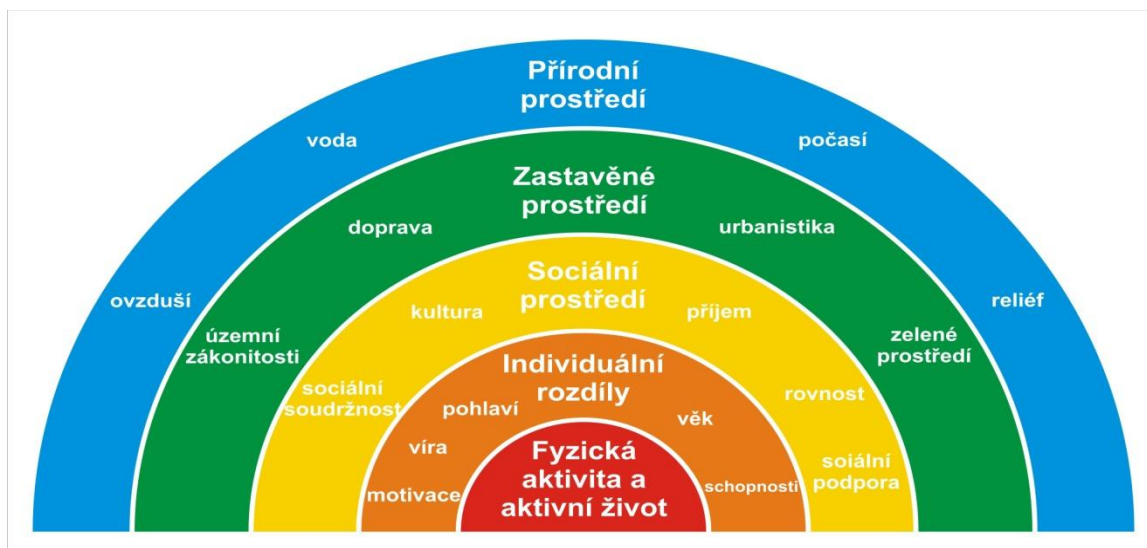 Přírodní
prostředí
voda
počasí
ovzduší
reliéf
Zastavěné
prostředí
doprava
urbanistika
územní
zákonitosti
zelené
prostředí
Sociální
prostředí
kultura
příjem
sociální
soudržnost
rovnost
soiální
podpora
Individuální
rozdíly
pohlaví
věk
víra
motivace
schopnosti
Fyzická
aktivita a
aktivní život